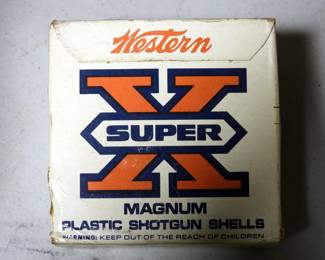 Western
X
SUPER
MAGNUM
PLASTIC SHOTGUN SHELLS
WARNING: KEEP OUT OF THE REACH OF CHILDREN